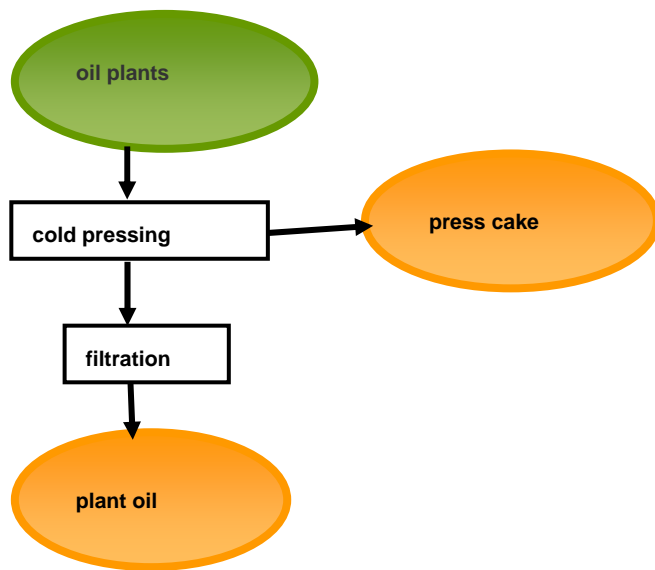 oil plants
cold pressing
press cake
filtration
plant oil